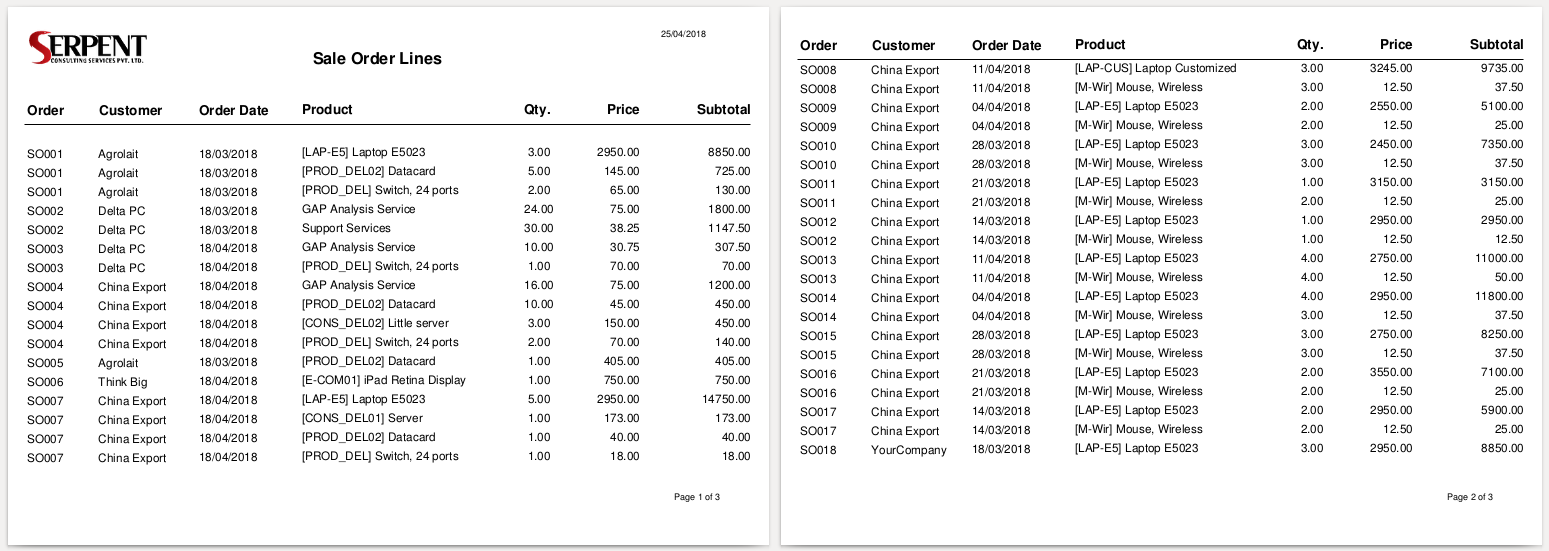 SERPENT
CONSULTING SERVICES PVT. LTD.
25/04/2018
Sale Order Lines
Order Customer Order Date Product Qty. Price Subtotal
SO001 Agrolait 18/03/2018 [LAP-E5] Laptop E5023 3.00 2950.00 8850.00
SO001 Agrolait 18/03/2018 [PROD_DEL02] Datacard 5.00 145.00 725.00
SO001 Agrolait 18/03/2018 [PROD_DEL] Switch, 24 ports 2.00 65.00 130.00
SO002 Delta PC 18/03/2018 GAP Analysis Service 24.00 75.00 1800.00
SO002 Delta PC 18/03/2018 Support Services 30.00 38.25 1147.50
SO003 Delta PC 18/04/2018 GAP Analysis Service 10.00 30.75 307.50
SO003 Delta PC 18/04/2018 [PROD_DEL] Switch, 24 ports 1.00 70.00 70.00
SO004 China Export 18/04/2018 GAP Analysis Service 16.00 75.00 1200.00
SO004 China Export 18/04/2018 [PROD_DEL02] Datacard 10.00 45.00 450.00
SO004 China Export 18/04/2018 [CONS_DEL02] Little server 3.00 150.00 450.00
SO004 China Export 18/04/2018 [PROD_DEL] Switch, 24 ports 2.00 70.00 140.00
SO005 Agrolait 18/03/2018 [PROD_DEL02] Datacard 1.00 405.00 405.00
SO006 Think Big 18/04/2018 [E-COM01] iPad Retina Display 1.00 750.00 750.00
SO007 China Export 18/04/2018 [LAP-E5] Laptop E5023 5.00 2950.00 14750.00
SO007 China Export 18/04/2018 [CONS_DEL01] Server 1.00 173.00 173.00
SO007 China Export 18/04/2018 [PROD_DEL02] Datacard 1.00 40.00 40.00
SO007 China Export 18/04/2018 [PROD_DEL] Switch, 24 ports 1.00 18.00 18.00
Page 1 of 3
Order Customer Order Date Product Qty. Price Subtotal
SO008 China Export 11/04/2018 [LAP-CUS] Laptop Customized 3.00 3245.00 9735.00
SO008 China Export 11/04/2018 [M-Wir] Mouse, Wireless 3.00 12.50 37.50
SO009 China Export 04/04/2018 [LAP-E5] Laptop E5023 2.00 2550.00 5100.00
SO009 China Export 04/04/2018 [M-Wir] Mouse, Wireless 2.00 12.50 25.00
SO010 China Export 28/03/2018 [LAP-E5] Laptop E5023 3.00 2450.00 7350.00
SO010 China Export 28/03/2018 [M-Wir] Mouse, Wireless 3.00 12.50 37.50
SO011 China Export 21/03/2018 [LAP-E5] Laptop E5023 1.00 3150.00 3150.00
SO011 China Export 21/03/2018 [M-Wir] Mouse, Wireless 2.00 12.50 25.00
SO012 China Export 14/03/2018 [LAP-E5] Laptop E5023 1.00 2950.00 2950.00
SO012 China Export 14/03/2018 [M-Wir] Mouse, Wireless 1.00 12.50 12.50
SO013 China Export 11/04/2018 [LAP-E5] Laptop E5023 4.00 2750.00 11000.00
SO013 China Export 11/04/2018 [M-Wir] Mouse, Wireless 4.00 12.50 50.00
SO014 China Export 04/04/2018 [LAP-E5] Laptop E5023 4.00 2950.00 11800.00
SO014 China Export 04/04/2018 [M-Wir] Mouse, Wireless 3.00 12.50 37.50
SO015 China Export 28/03/2018 [LAP-E5] Laptop E5023 3.00 2750.00 8250.00
SO015 China Export 28/03/2018 [M-Wir] Mouse, Wireless 3.00 12.50 37.50
SO016 China Export 21/03/2018 [LAP-E5] Laptop E5023 2.00 3550.00 7100.00
SO016 China Export 21/03/2018 [M-Wir] Mouse, Wireless 2.00 12.50 25.00
SO017 China Export 14/03/2018 [LAP-E5] Laptop E5023 2.00 2950.00 5900.00
SO017 China Export 14/03/2018 [M-Wir] Mouse, Wireless 2.00 12.50 25.00
SO018 YourCompany 18/03/2018 [LAP-E5] Laptop E5023 3.00 2950.00 8850.00
Page 2 of 3